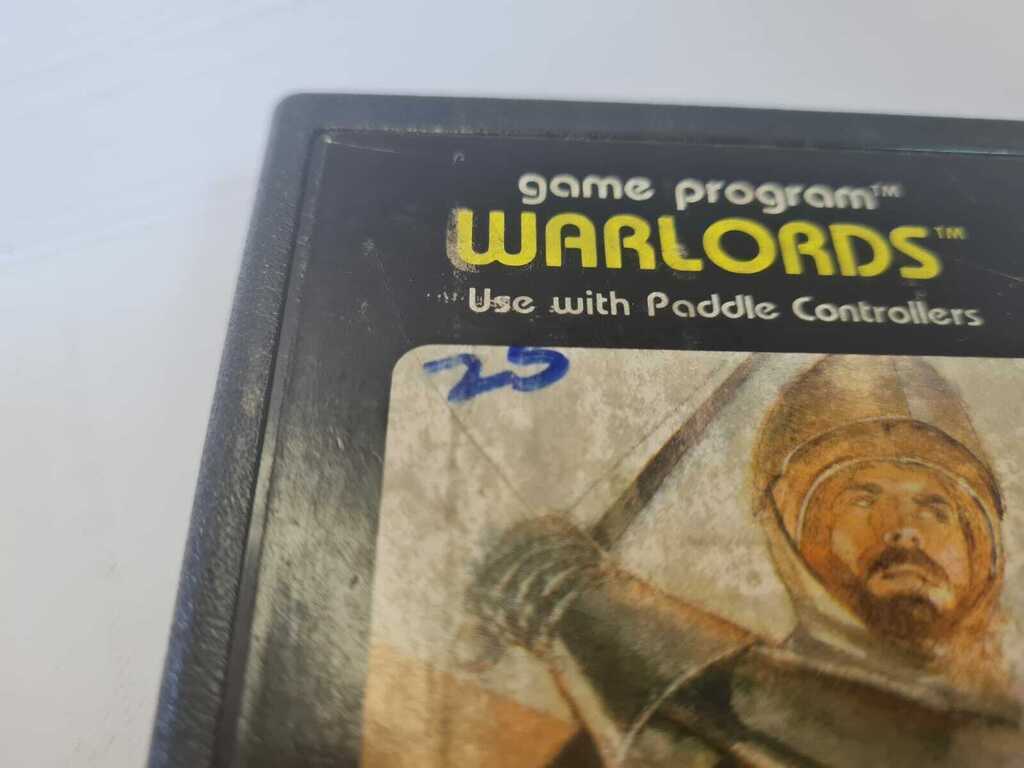 game program™
WARLORDS™
Use with Paddle Controllers
25